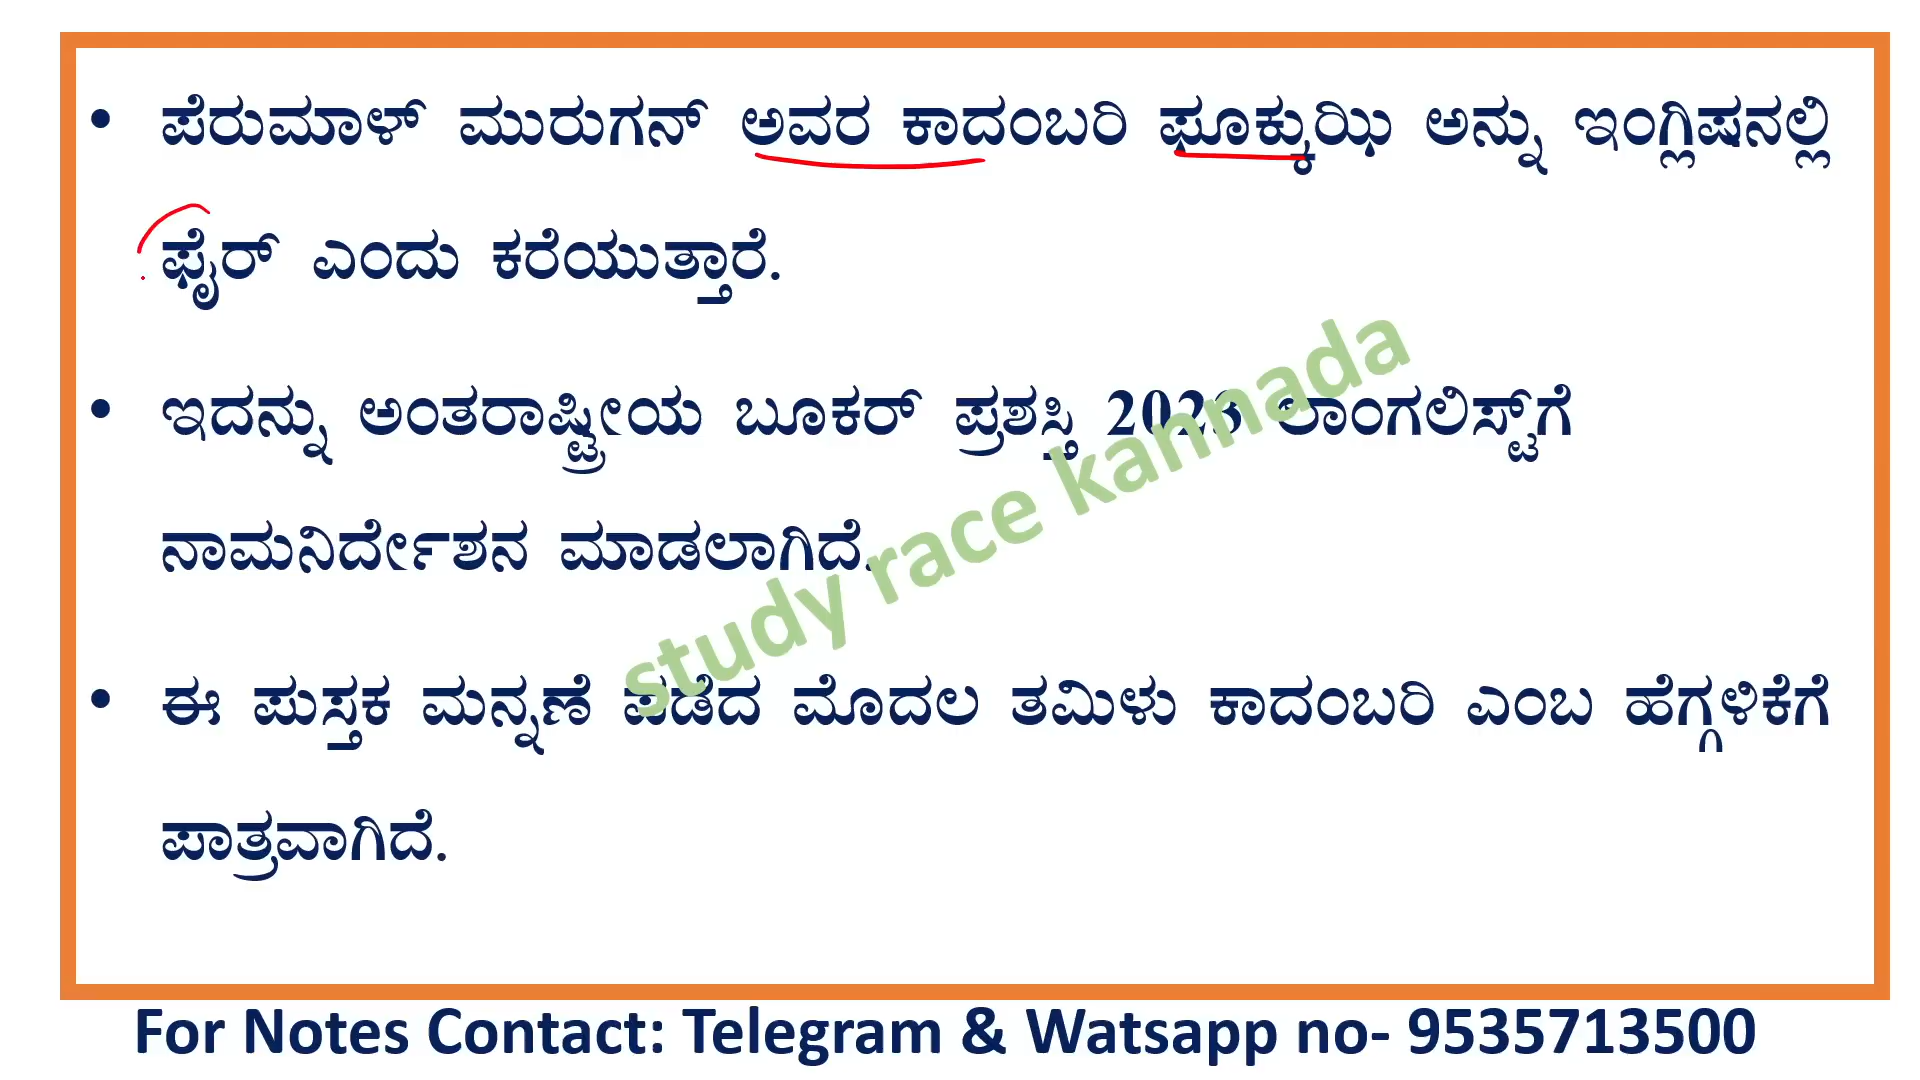 • ಪೆರುಮಾಳ್ ಮುರುಗನ್ ಅವರ ಕಾದಂಬರಿ ಫೂಕ್ಕುಝಿ ಅನ್ನು ಇಂಗ್ಲಿಷನಲ್ಲಿ
ಫೈರ್ ಎಂದು ಕರೆಯುತ್ತಾರೆ.
• ಇದನ್ನು ಅಂತರಾಷ್ಟ್ರೀಯ ಬೂಕರ್ ಪ್ರಶಸ್ತಿ 2023 ಲಾಂಗಲಿಸ್ಟ್‌ಗೆ
ನಾಮನಿರ್ದೇಶನ ಮಾಡಲಾಗಿದೆ.
• ಈ ಪುಸ್ತಕ ಮನ್ನಣೆ ಪಡೆದ ಮೊದಲ ತಮಿಳು ಕಾದಂಬರಿ ಎಂಬ ಹೆಗ್ಗಳಿಕೆಗೆ
ಪಾತ್ರವಾಗಿದೆ.
study race kannada
For Notes Contact: Telegram & Watsapp no- 9535713500